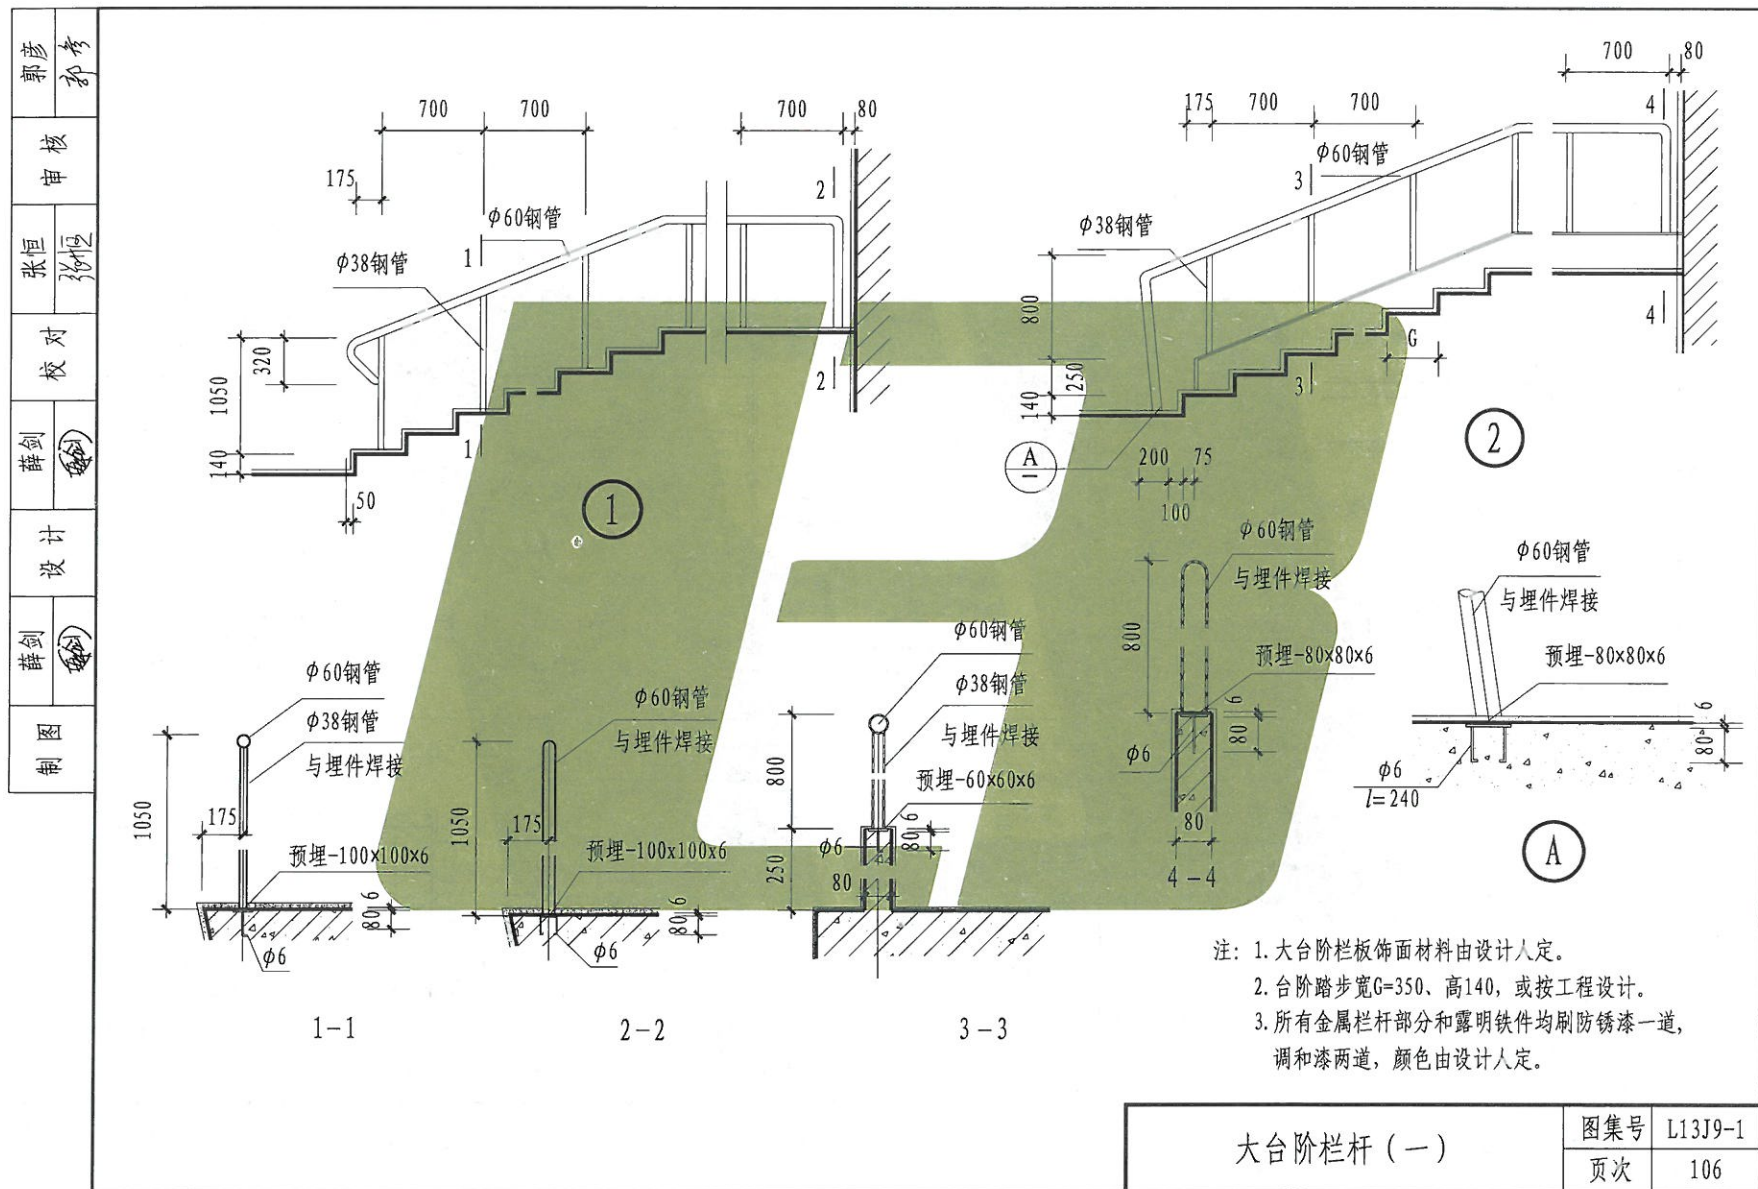 郭彦
审核
张恒
校对
薛剑
设计
薛剑
制图
700
700
700
80
175
2
φ60钢管
1
φ38钢管
320
1050
140
50
1
2
1
700
80
175
700
700
4
φ60钢管
3
φ38钢管
800
250
140
G
3
4
A
200
75
100
2
φ60钢管
φ38钢管
与埋件焊接
1050
175
预埋-100×100×6
6
80
φ6
1-1
φ60钢管
与埋件焊接
1050
175
预埋-100x100x6
6
80
φ6
2-2
φ60钢管
φ38钢管
与埋件焊接
预埋-60x60x6
800
250
φ6
6
80
80
3-3
φ60钢管
与埋件焊接
预埋-80×80×6
800
6
80
φ6
80
4-4
φ60钢管
与埋件焊接
预埋-80×80×6
6
80
φ6
l=240
A
注: 1.大台阶栏板饰面材料由设计人定。
2.台阶踏步宽G=350、高140, 或按工程设计。
3.所有金属栏杆部分和露明铁件均刷防锈漆一道,
调和漆两道, 颜色由设计人定。
大台阶栏杆(一)
图集号 L13J9-1
页次 106